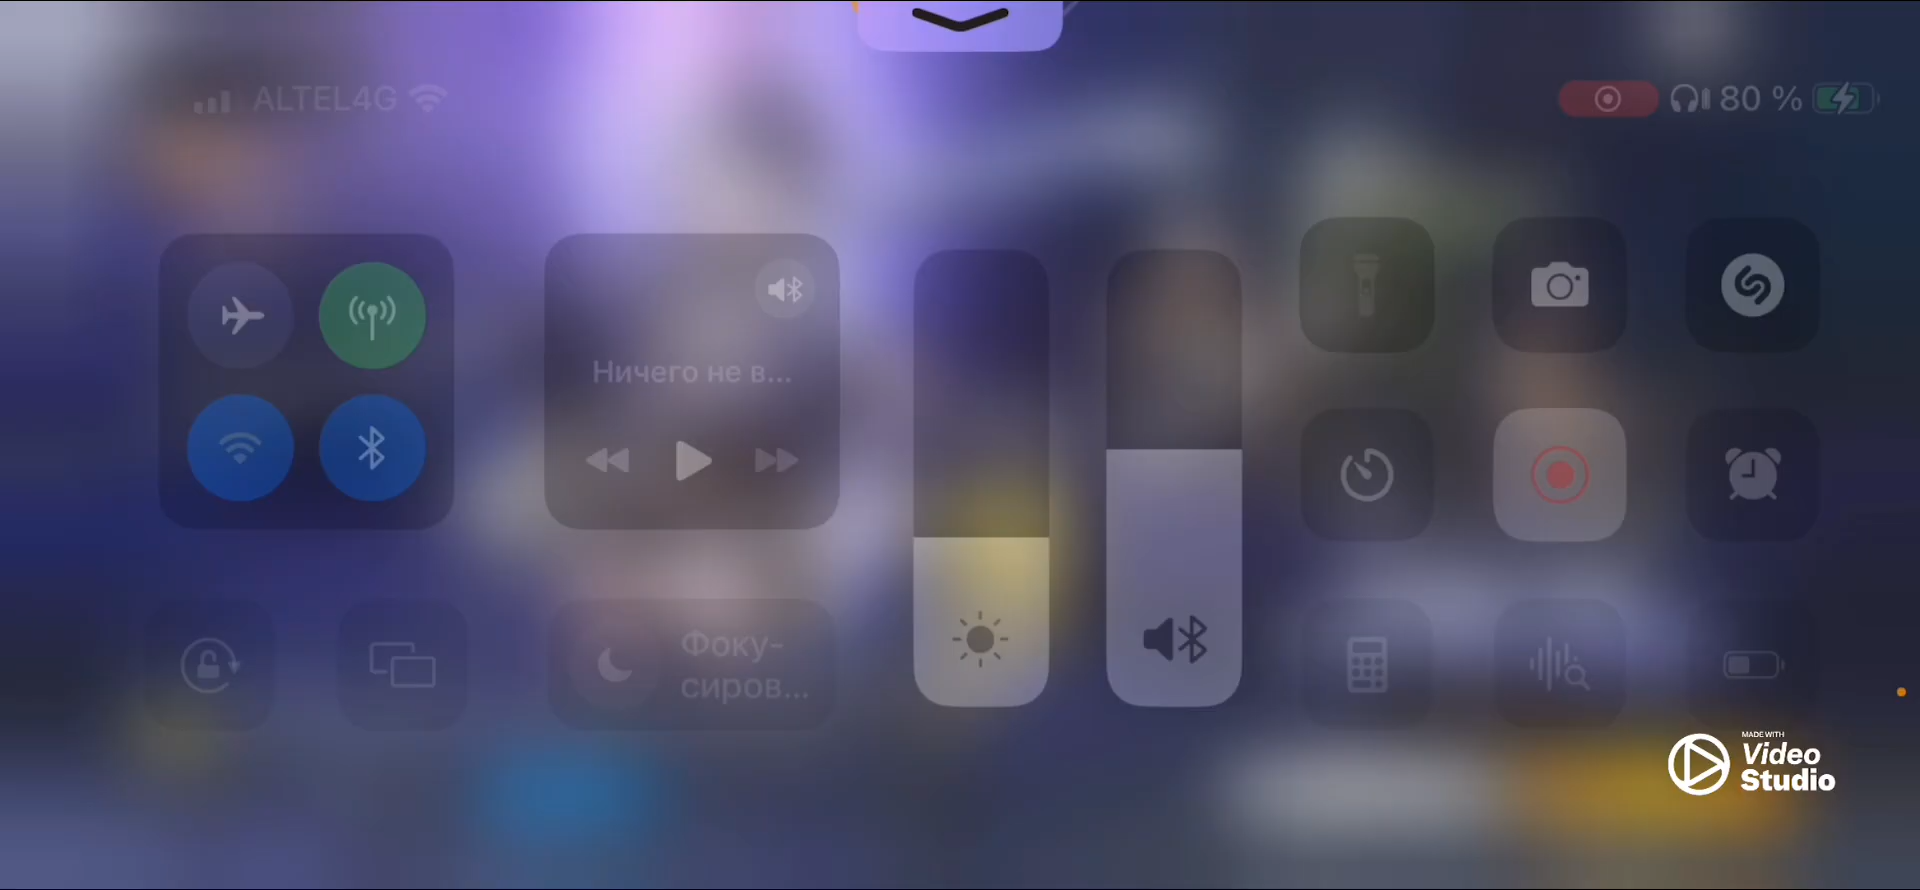 ALTEL4G
80 %
Ничего не в...
Фоку-
сиров...
MADE WITH
Video
Studio